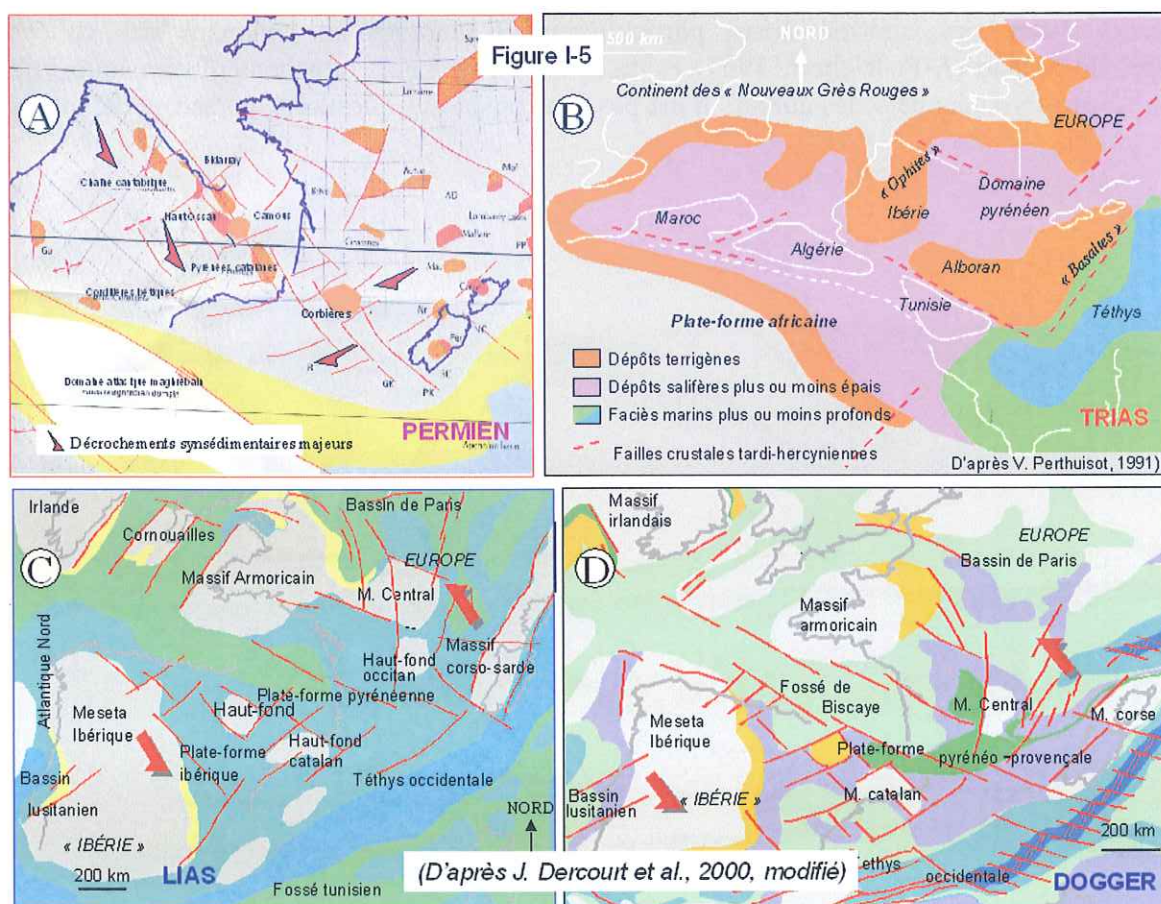 Figure I-5
A
Bidarray
Chaîne cantabrique
Haut Ossau
Camous
Pyrénées catalanes
Cordillères bétiques
Corbières
Domaine atlasique maghrébin
Décrochements synsédimentaires majeurs
PERMIEN
B
500 km
NORD
Continent des « Nouveaux Grès Rouges »
EUROPE
« Ophites »
Domaine
pyrénéen
Ibérie
Maroc
Algérie
Alboran
« Basaltes »
Tunisie
Téthys
Plate-forme africaine
Dépôts terrigènes
Dépôts salifères plus ou moins épais
Faciès marins plus ou moins profonds
TRIAS
Failles crustales tardi-hercyniennes
D'après V. Perthuisot, 1991)
C
Irlande
Cornouailles
Bassin de Paris
EUROPE
Massif Armoricain
M. Central
Massif
corso-sarde
Haut-fond
occitan
Atlantique Nord
Plate-forme pyrénéenne
Meseta
Ibérique
Haut-fond
Plate-forme
ibérique
Haut-fond
catalan
Téthys occidentale
Bassin
lusitanien
NORD
« IBÉRIE »
200 km
LIAS
Fossé tunisien
D
Massif
irlandais
EUROPE
Bassin de Paris
Massif
armoricain
Fossé de
Biscaye
M. Central
M. corse
Meseta
Ibérique
Plate-forme
pyrénéo-provençale
« IBÉRIE »
M. catalan
Bassin
lusitanien
200 km
Tethys
occidentale
DOGGER
(D'après J. Dercourt et al., 2000, modifié)